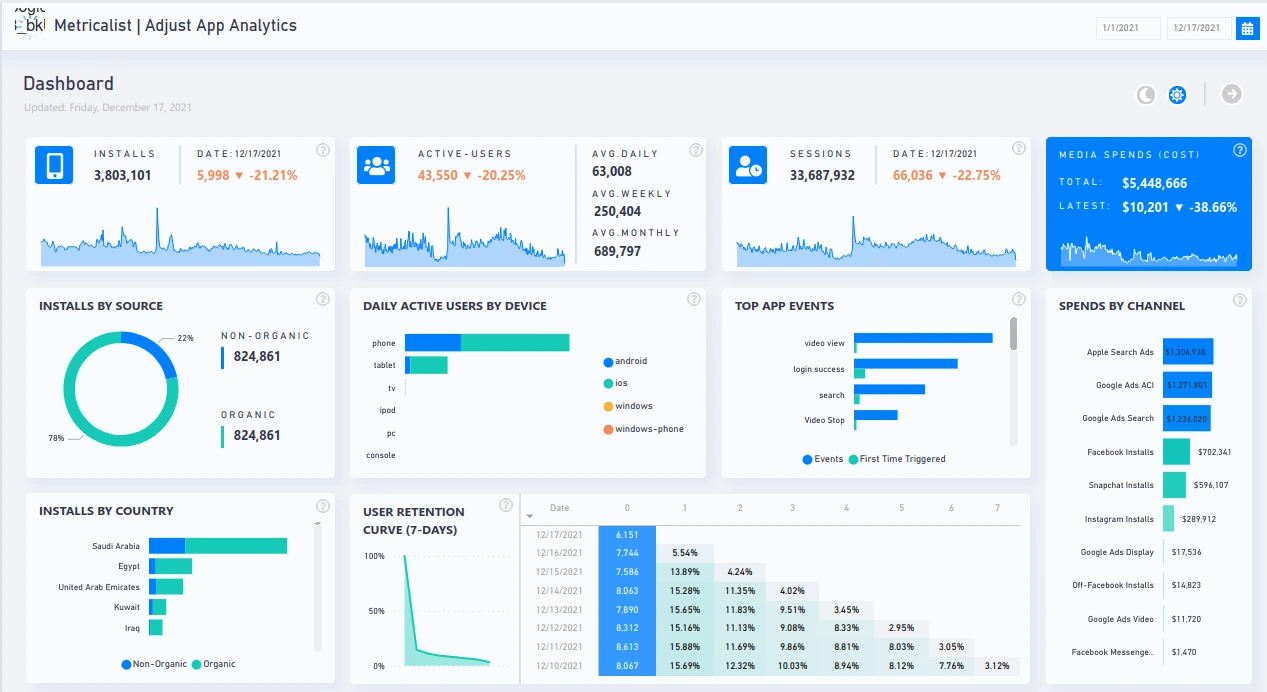 Metricalist | Adjust App Analytics
1/1/2021
12/17/2021
Dashboard
Updated: Friday, December 17, 2021
INSTALLS
3,803,101
DATE: 12/17/2021
5,998 ▼ -21.21%
ACTIVE-USERS
43,550 ▼ -20.25%
AVG.DAILY
63,008
AVG.WEEKLY
250,404
AVG.MONTHLY
689,797
SESSIONS
33,687,932
DATE: 12/17/2021
66,036 ▼ -22.75%
MEDIA SPENDS (COST)
TOTAL: $5,448,666
LATEST: $10,201 ▼ -38.66%
INSTALLS BY SOURCE
22%
78%
NON-ORGANIC
824,861
ORGANIC
824,861
DAILY ACTIVE USERS BY DEVICE
phone
tablet
tv
ipod
pc
console
android
ios
windows
windows-phone
TOP APP EVENTS
video view
login success
search
Video Stop
Events First Time Triggered
SPENDS BY CHANNEL
Apple Search Ads $1,306,938
Google Ads ACI $1,271,801
Google Ads Search $1,236,020
Facebook Installs $702,341
Snapchat Installs $596,107
Instagram Installs $289,912
Google Ads Display $17,536
Off-Facebook Installs $14,823
Google Ads Video $11,720
Facebook Messenge.. $1,470
INSTALLS BY COUNTRY
Saudi Arabia
Egypt
United Arab Emirates
Kuwait
Iraq
Non-Organic Organic
USER RETENTION
CURVE (7-DAYS)
100%
50%
0%
Date 0 1 2 3 4 5 6 7
12/17/2021 6,151
12/16/2021 7,744 5.54%
12/15/2021 7,586 13.89% 4.24%
12/14/2021 8,063 15.28% 11.35% 4.02%
12/13/2021 7,890 15.65% 11.83% 9.51% 3.45%
12/12/2021 8,312 15.16% 11.13% 9.08% 8.33% 2.95%
12/11/2021 8,613 15.88% 11.69% 9.86% 8.81% 8.03% 3.05%
12/10/2021 8,067 15.69% 12.32% 10.03% 8.94% 8.12% 7.76% 3.12%